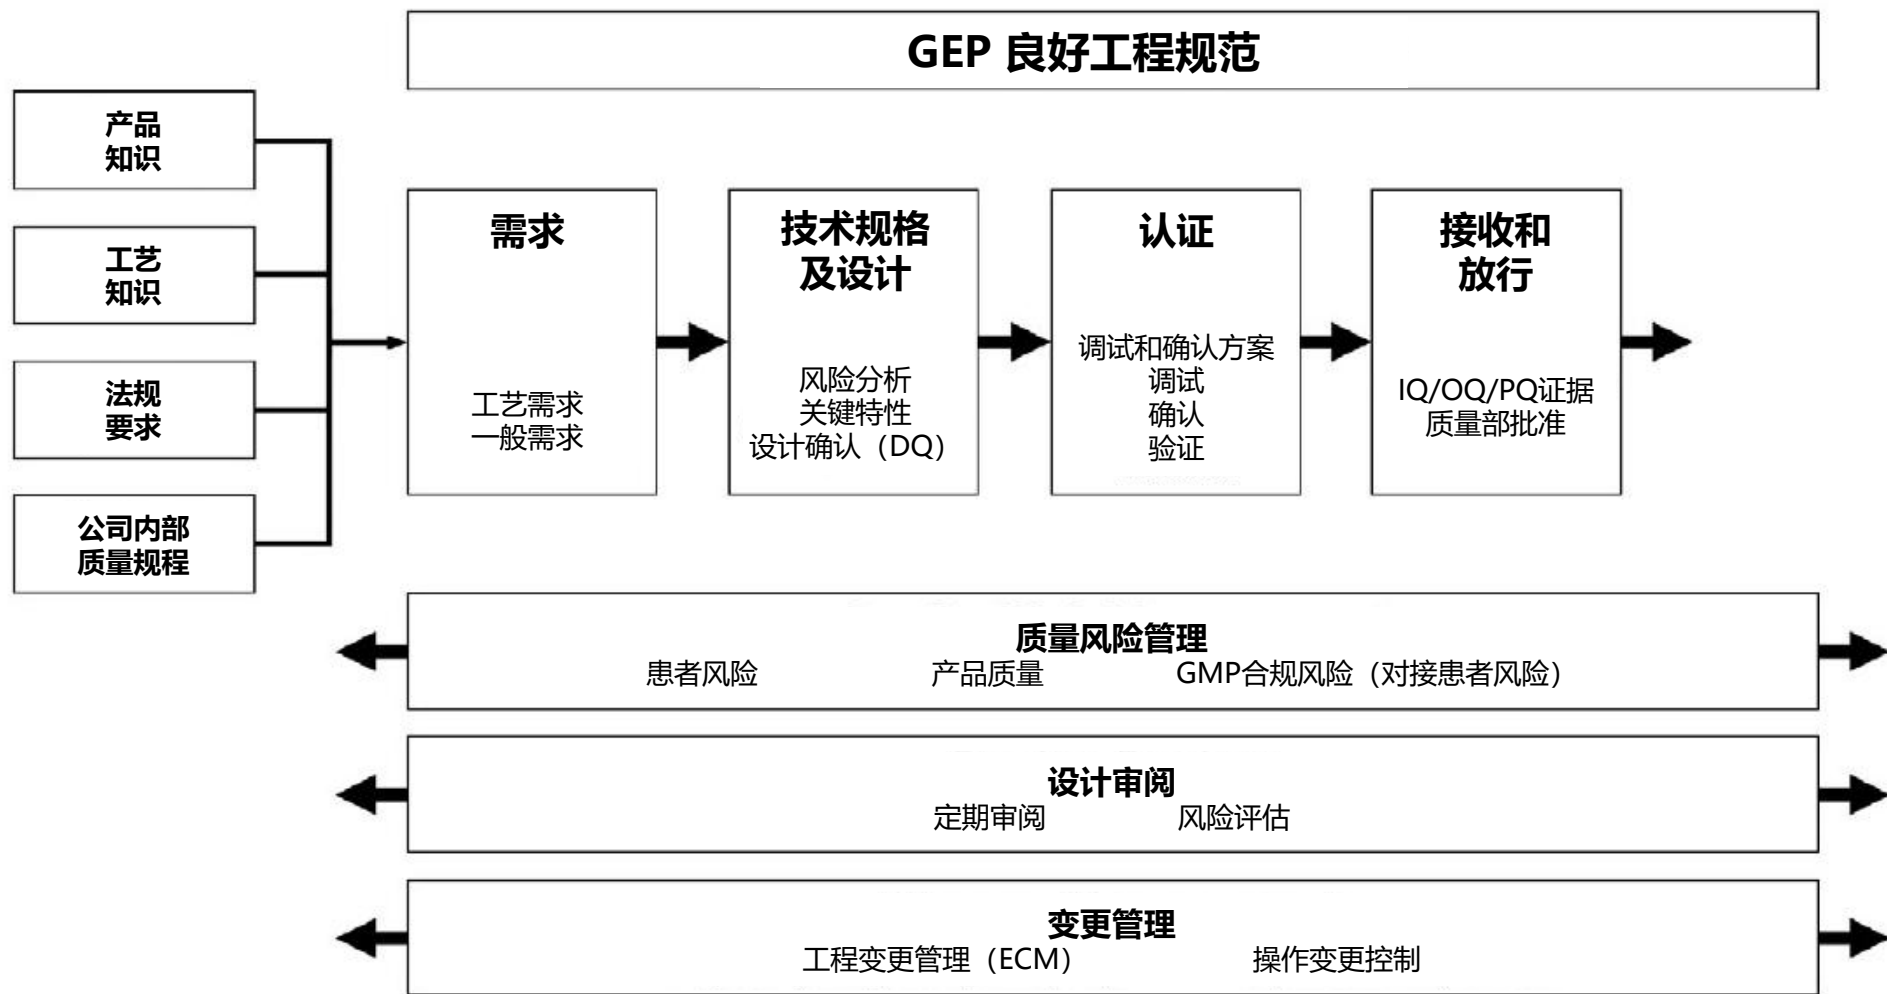 GEP 良好工程规范
产品
知识
工艺
知识
法规
要求
公司内部
质量规程
需求
工艺需求
一般需求
技术规格
及设计
风险分析
关键特性
设计确认（DQ）
认证
调试和确认方案
调试
确认
验证
接收和
放行
IQ/OQ/PQ证据
质量部批准
质量风险管理
患者风险 产品质量 GMP合规风险（对接患者风险）
设计审阅
定期审阅 风险评估
变更管理
工程变更管理（ECM） 操作变更控制